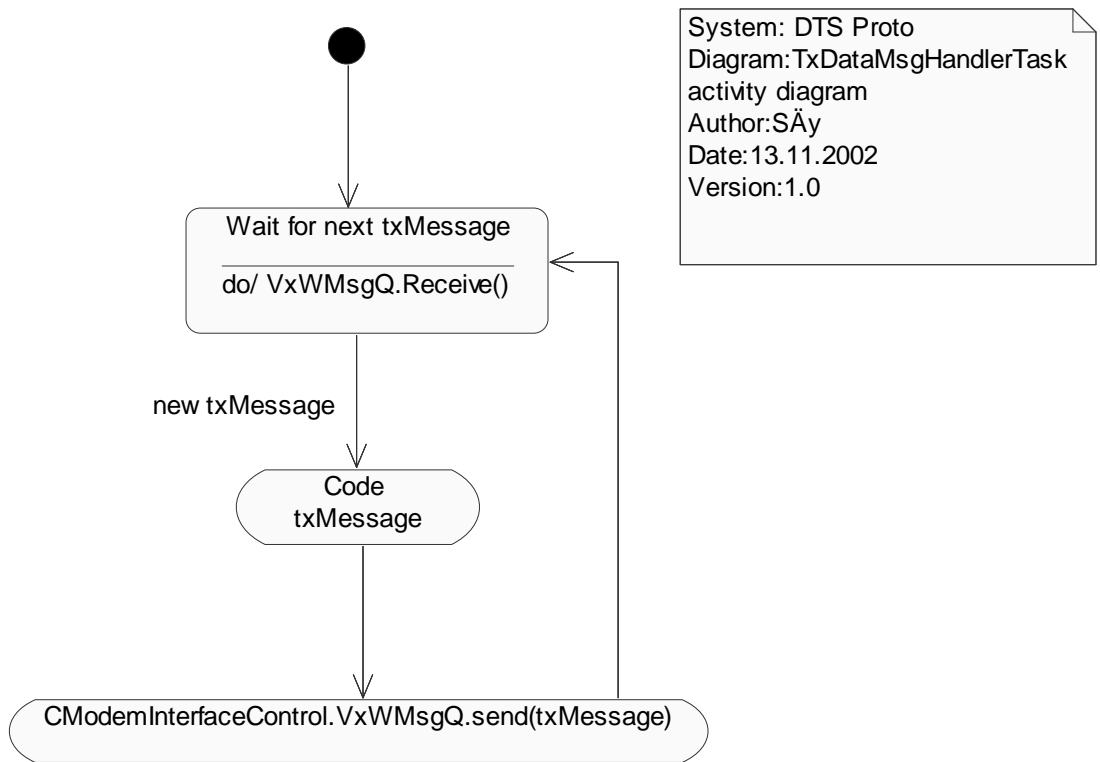 System: DTS Proto
Diagram:TxDataMsgHandlerTask
activity diagram
Author:SÄy
Date:13.11.2002
Version:1.0
Wait for next txMessage
do/ VxWMsgQ.Receive()
new txMessage
Code
txMessage
CModemInterfaceControl.VxWMsgQ.send(txMessage)